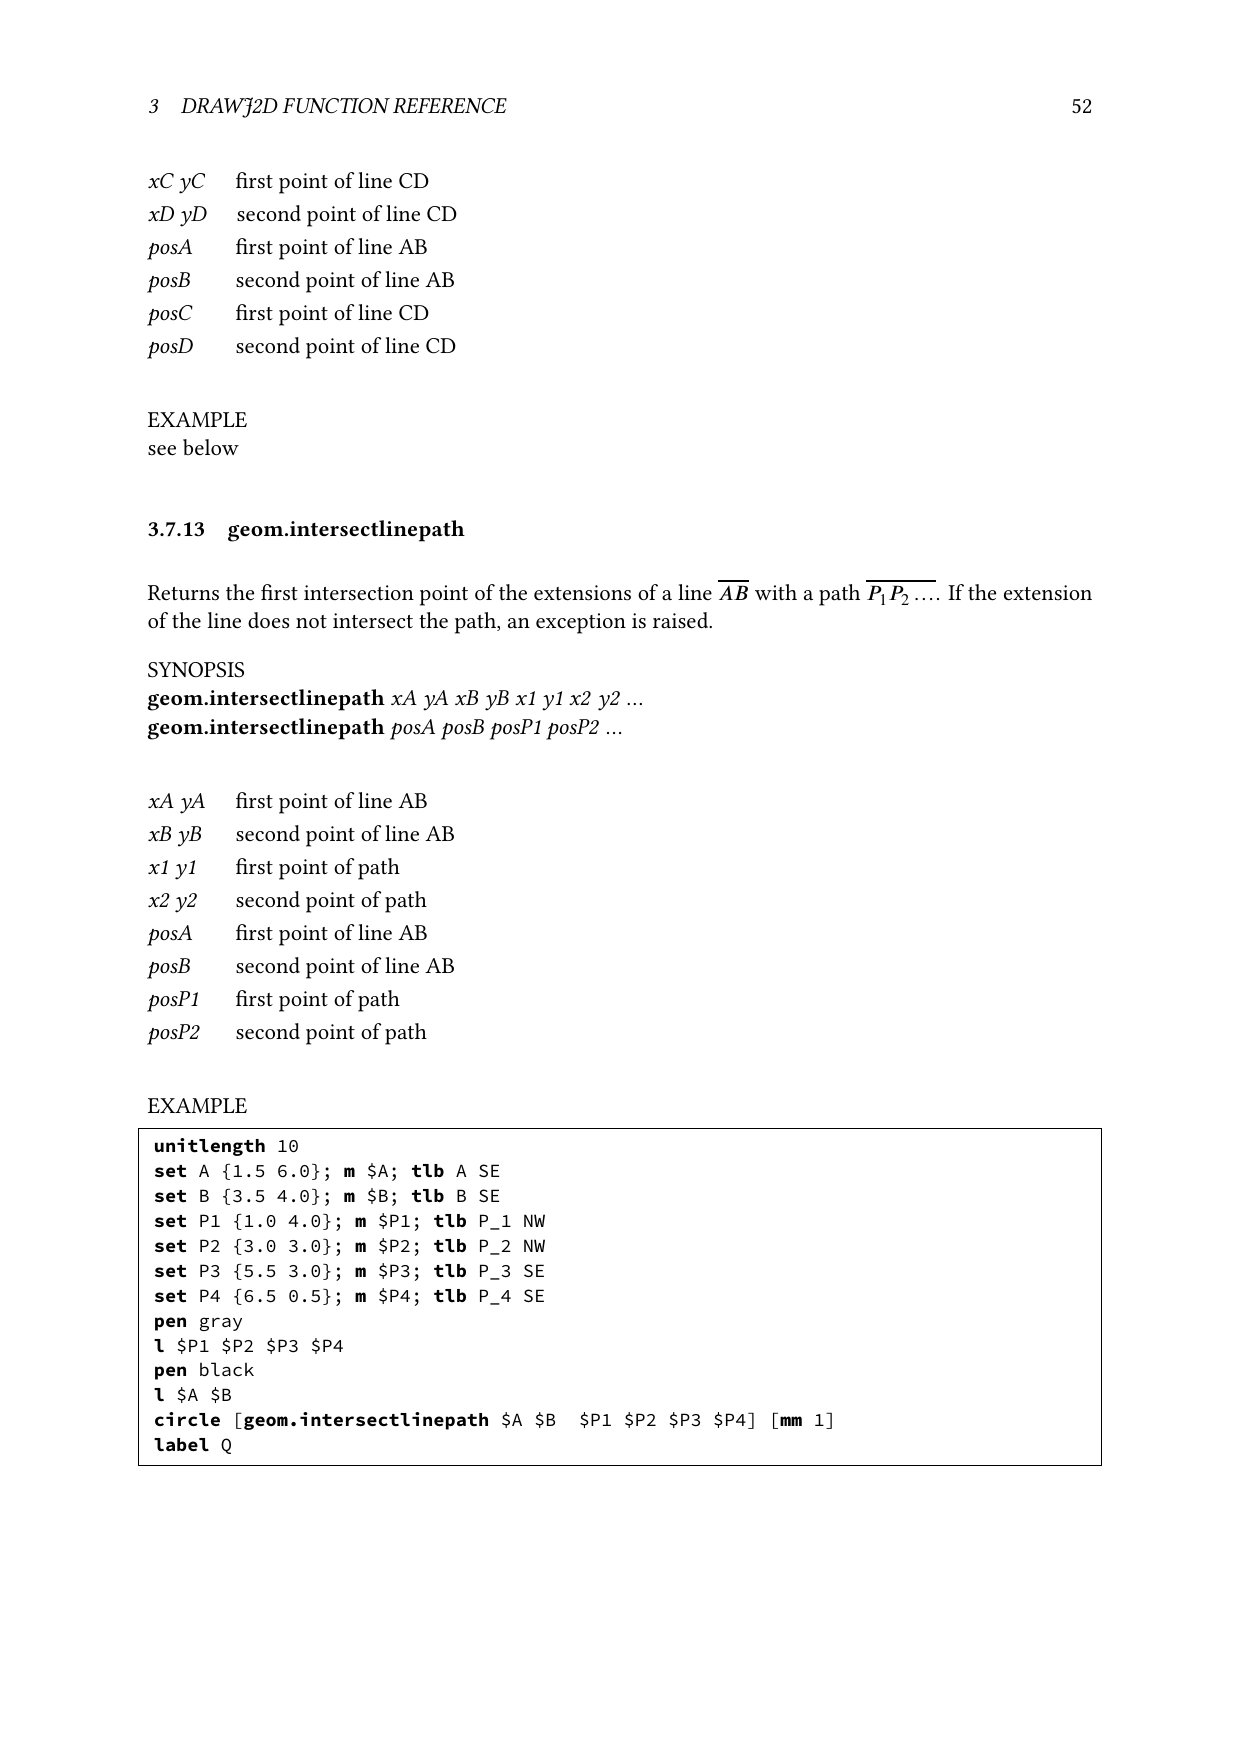 3 DRAWJ2D FUNCTION REFERENCE 52
xC yC first point of line CD
xD yD second point of line CD
posA first point of line AB
posB second point of line AB
posC first point of line CD
posD second point of line CD
EXAMPLE
see below
3.7.13 geom.intersectlinepath
Returns the first intersection point of the extensions of a line AB with a path P1P2 .... If the extension
of the line does not intersect the path, an exception is raised.
SYNOPSIS
geom.intersectlinepath xA yA xB yB x1 y1 x2 y2 ...
geom.intersectlinepath posA posB posP1 posP2 ...
xA yA first point of line AB
xB yB second point of line AB
x1 y1 first point of path
x2 y2 second point of path
posA first point of line AB
posB second point of line AB
posP1 first point of path
posP2 second point of path
EXAMPLE
unitlength 10
set A {1.5 6.0}; m $A; tlb A SE
set B {3.5 4.0}; m $B; tlb B SE
set P1 {1.0 4.0}; m $P1; tlb P_1 NW
set P2 {3.0 3.0}; m $P2; tlb P_2 NW
set P3 {5.5 3.0}; m $P3; tlb P_3 SE
set P4 {6.5 0.5}; m $P4; tlb P_4 SE
pen gray
l $P1 $P2 $P3 $P4
pen black
l $A $B
circle [geom.intersectlinepath $A $B  $P1 $P2 $P3 $P4] [mm 1]
label Q